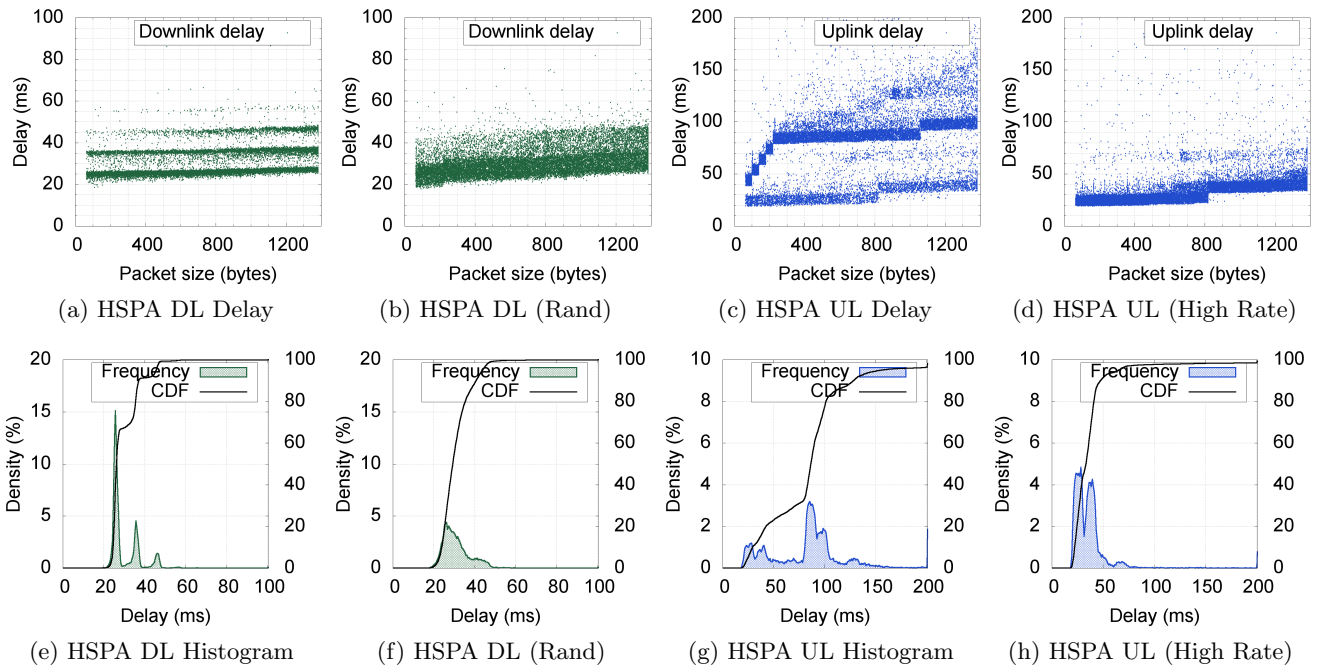 Downlink delay
100
80
60
40
20
0
Delay (ms)
0 400 800 1200
Packet size (bytes)
(a) HSPA DL Delay
Downlink delay
100
80
60
40
20
0
Delay (ms)
0 400 800 1200
Packet size (bytes)
(b) HSPA DL (Rand)
Uplink delay
200
150
100
50
0
Delay (ms)
0 400 800 1200
Packet size (bytes)
(c) HSPA UL Delay
Uplink delay
200
150
100
50
0
Delay (ms)
0 400 800 1200
Packet size (bytes)
(d) HSPA UL (High Rate)
Frequency
CDF
20
15
10
5
0
Density (%)
100
80
60
40
20
0
0 20 40 60 80 100
Delay (ms)
(e) HSPA DL Histogram
Frequency
CDF
20
15
10
5
0
Density (%)
100
80
60
40
20
0
0 20 40 60 80 100
Delay (ms)
(f) HSPA DL (Rand)
Frequency
CDF
10
8
6
4
2
0
Density (%)
100
80
60
40
20
0
0 50 100 150 200
Delay (ms)
(g) HSPA UL Histogram
Frequency
CDF
10
8
6
4
2
0
Density (%)
100
80
60
40
20
0
0 50 100 150 200
Delay (ms)
(h) HSPA UL (High Rate)